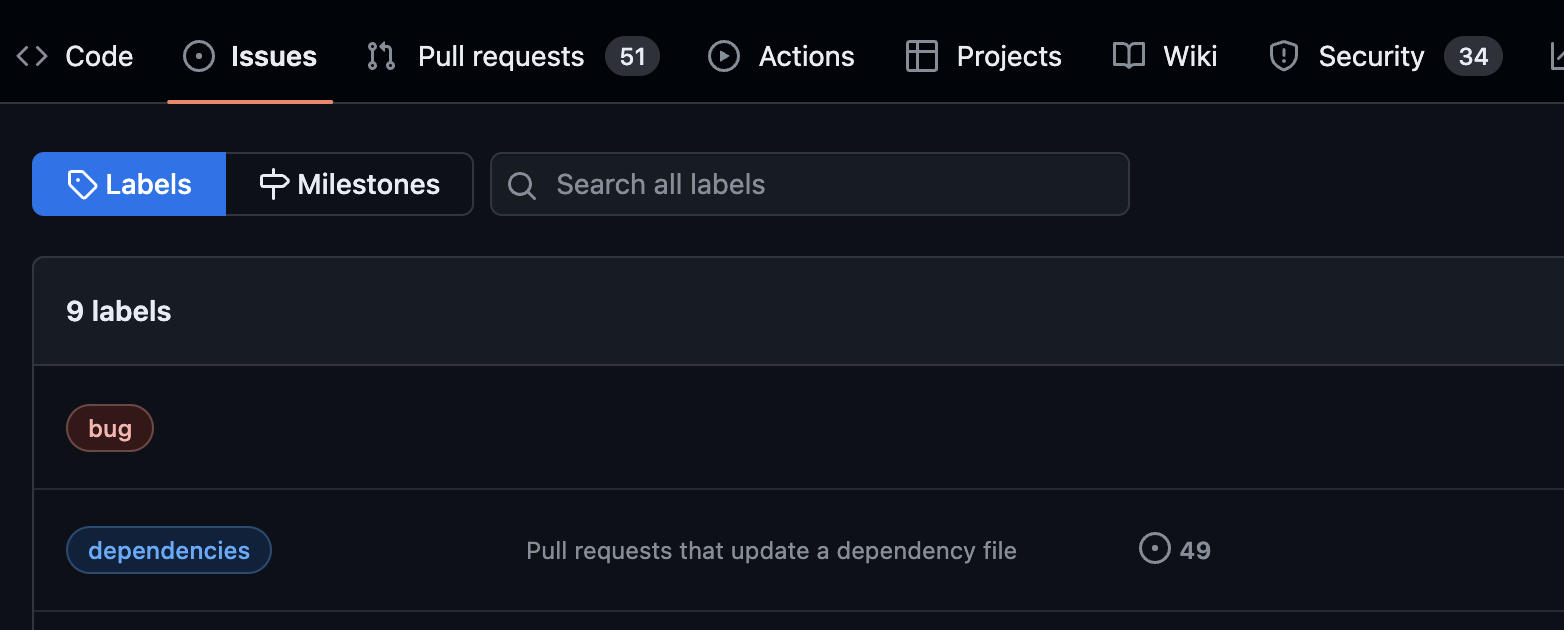 Code Issues Pull requests 51 Actions Projects Wiki Security 34
Labels Milestones Search all labels
9 labels
bug
dependencies Pull requests that update a dependency file 49